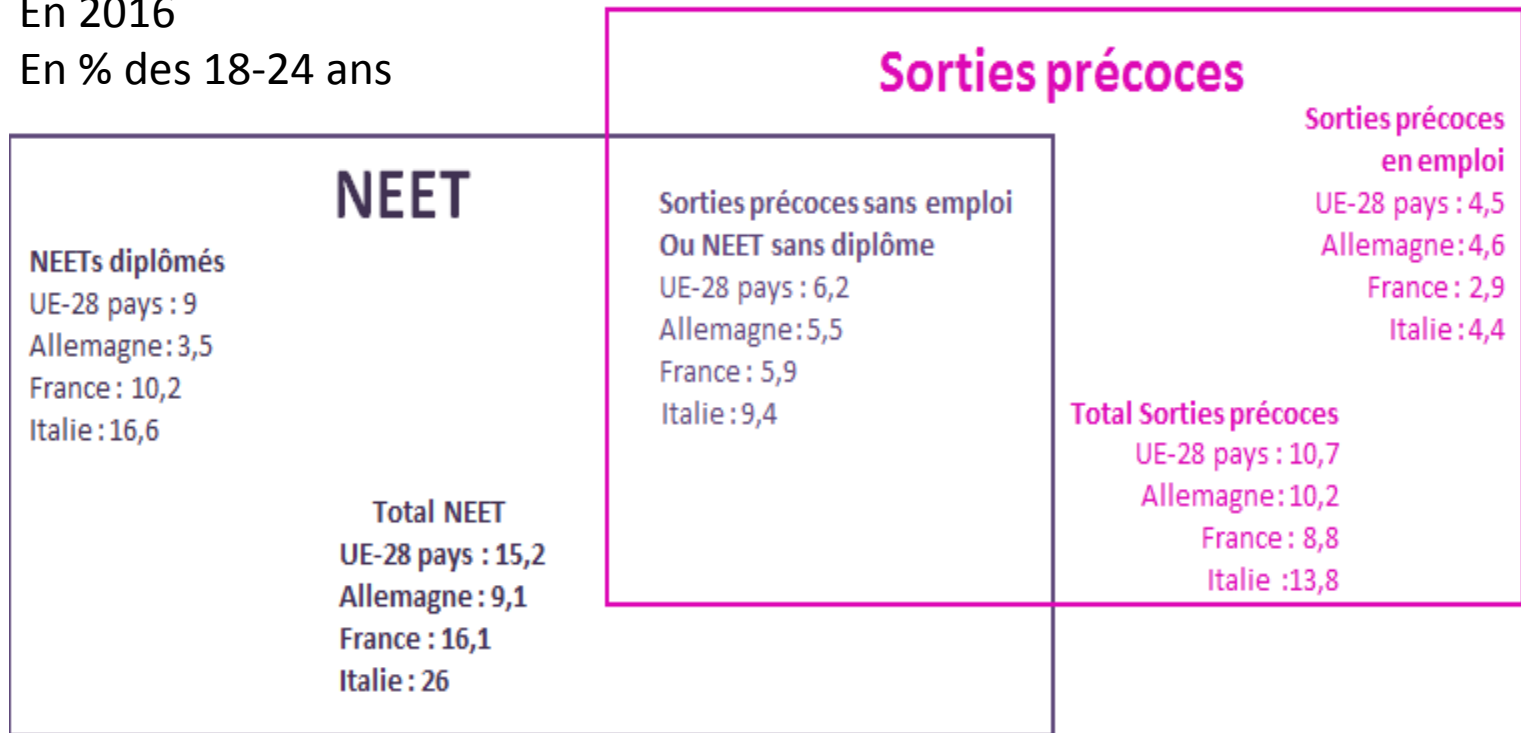 En 2016
En % des 18-24 ans
Sorties précoces
Sorties précoces
en emploi
UE-28 pays : 4,5
Allemagne: 4,6
France : 2,9
Italie : 4,4
NEET
NEETs diplômés
UE-28 pays : 9
Allemagne: 3,5
France : 10,2
Italie : 16,6
Sorties précoces sans emploi
Ou NEET sans diplôme
UE-28 pays : 6,2
Allemagne: 5,5
France : 5,9
Italie : 9,4
Total Sorties précoces
UE-28 pays : 10,7
Allemagne: 10,2
France : 8,8
Italie :13,8
Total NEET
UE-28 pays : 15,2
Allemagne : 9,1
France : 16,1
Italie : 26